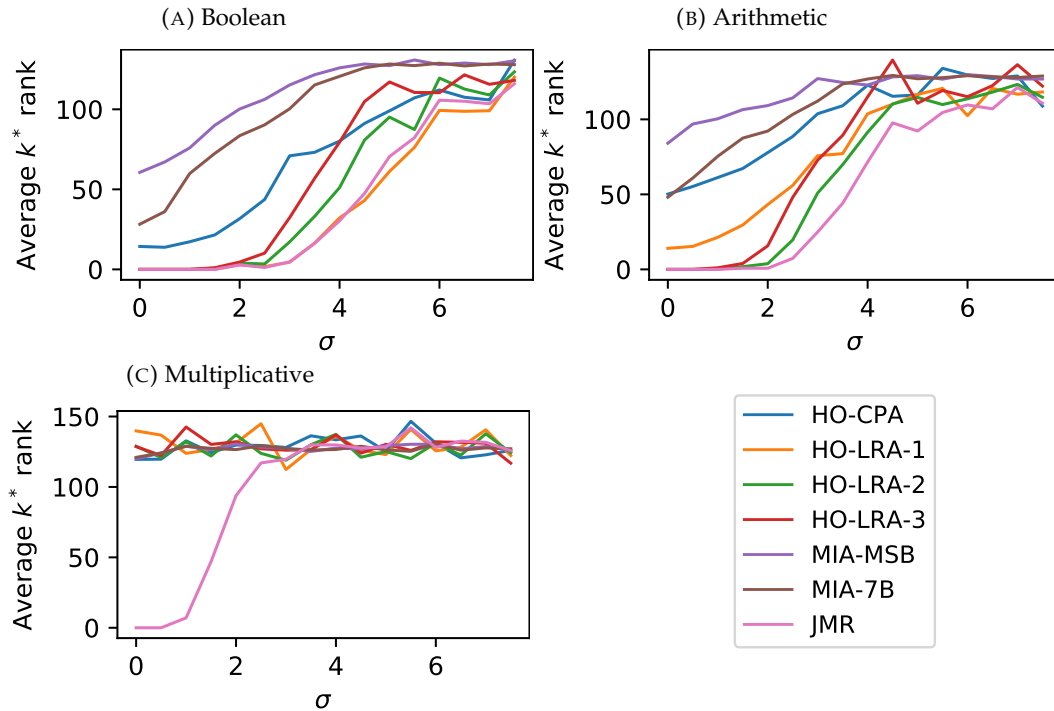 (A) Boolean
Average k* rank
100
50
0
0 2 4 6
σ
(B) Arithmetic
Average k* rank
100
50
0
0 2 4 6
σ
(C) Multiplicative
Average k* rank
150
100
50
0
0 2 4 6
σ
HO-CPA
HO-LRA-1
HO-LRA-2
HO-LRA-3
MIA-MSB
MIA-7B
JMR